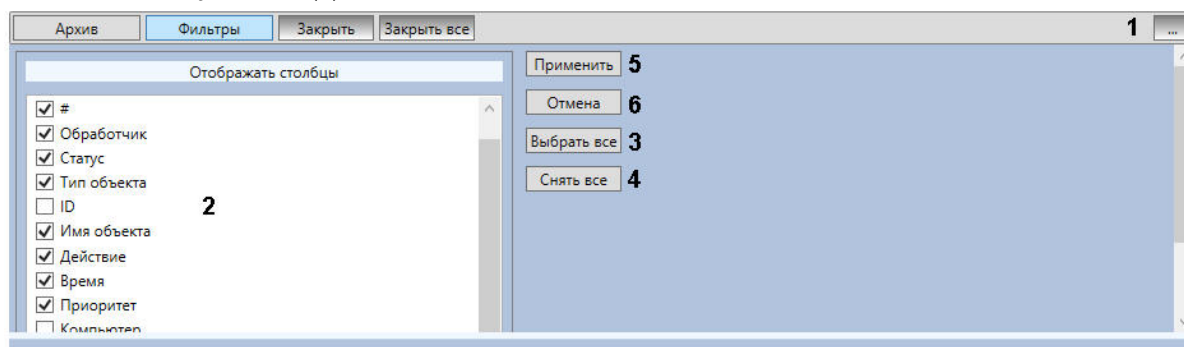 Архив Фильтры Закрыть Закрыть все 1 ...
Отображать столбцы
Применить 5
# Отмена 6
Обработчик Выбрать все 3
Статус
Тип объекта Снять все 4
ID 2
Имя объекта
Действие
Время
Приоритет
Компьютер